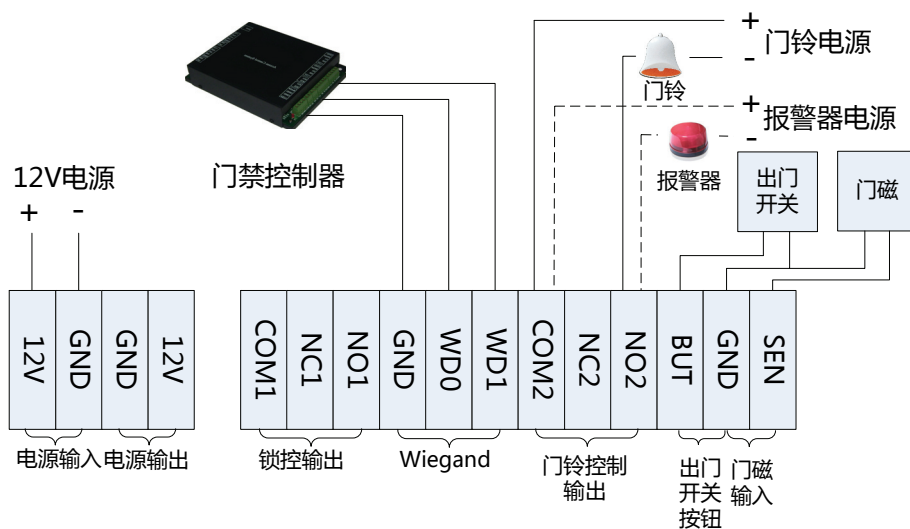 +
门铃电源
-
门铃
+
报警器电源
-
报警器
门禁控制器
12V电源
+ -
出门
开关
门磁
12V
GND
GND
12V
COM1
NC1
NO1
GND
WD0
WD1
COM2
NC2
NO2
BUT
GND
SEN
电源输入
电源输出
锁控输出
Wiegand
门铃控制
输出
出门
开关
按钮
门磁
输入